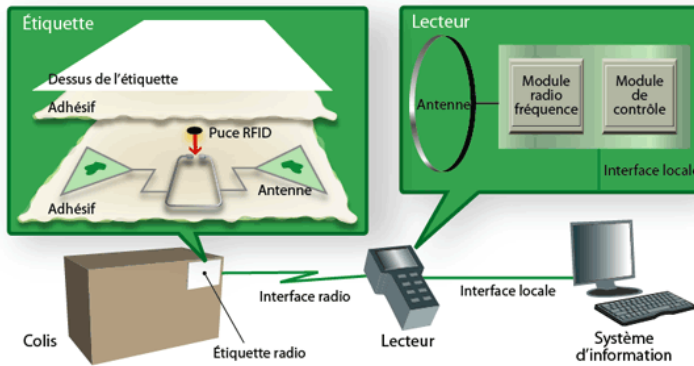 Étiquette
Dessus de l'étiquette
Adhésif
Puce RFID
Antenne
Adhésif
Lecteur
Antenne
Module
radio
fréquence
Module
de
contrôle
Interface locale
Colis
Étiquette radio
Interface radio
Lecteur
Interface locale
Système
d'information